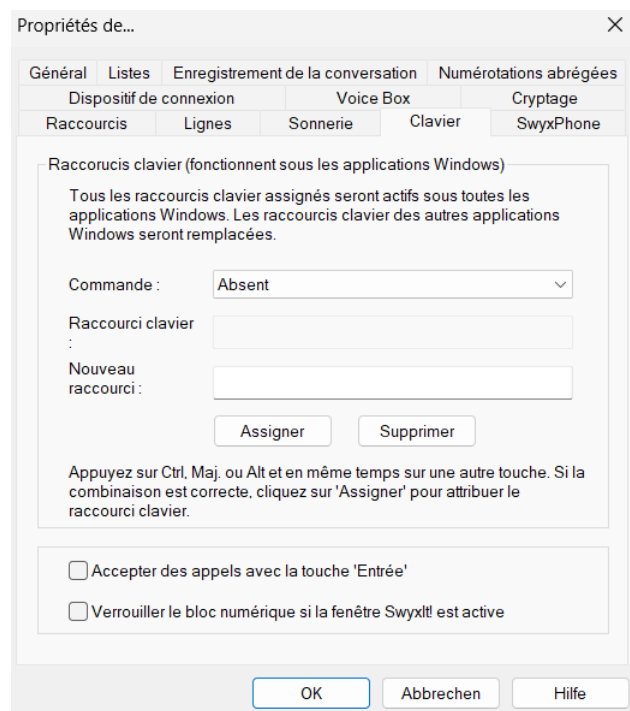 Propriétés de...
Général Listes Enregistrement de la conversation Numérotations abrégées
Dispositif de connexion Voice Box Cryptage
Raccourcis Lignes Sonnerie Clavier SwyxPhone
Raccorucis clavier (fonctionnent sous les applications Windows)
Tous les raccourcis clavier assignés seront actifs sous toutes les
applications Windows. Les raccourcis clavier des autres applications
Windows seront remplacées.
Commande : Absent
Raccourci clavier
:
Nouveau
raccourci :
Assigner Supprimer
Appuyez sur Ctrl, Maj. ou Alt et en même temps sur une autre touche. Si la
combinaison est correcte, cliquez sur 'Assigner' pour attribuer le
raccourci clavier.
Accepter des appels avec la touche 'Entrée'
Verrouiller le bloc numérique si la fenêtre SwyxIt! est active
OK Abbrechen Hilfe